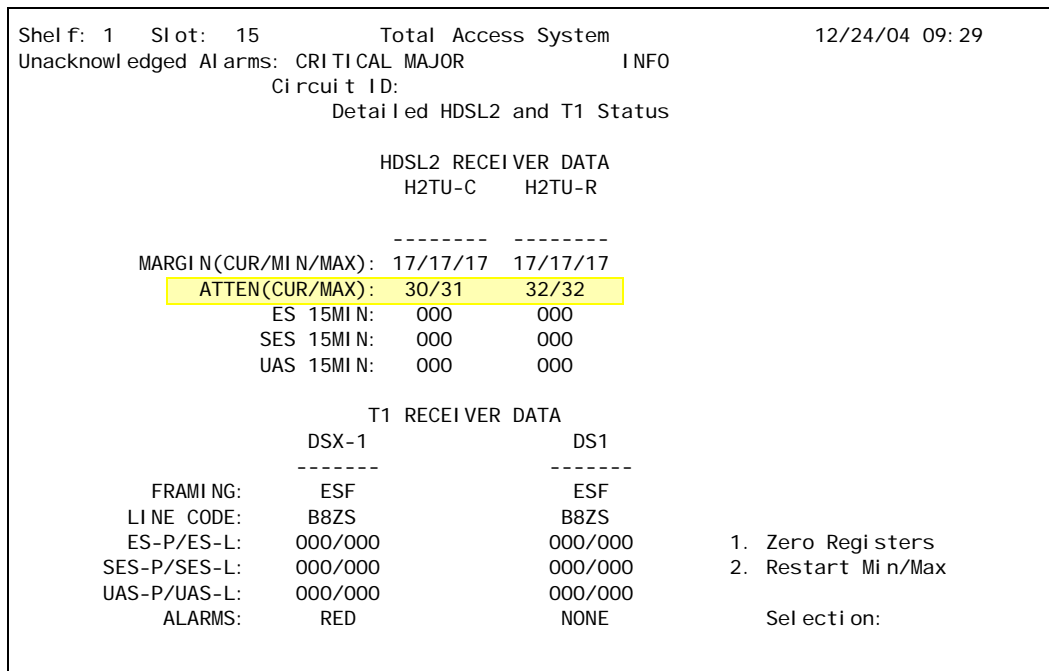 Shelf: 1 Slot: 15 Total Access System 12/24/04 09:29
Unacknowledged Alarms: CRITICAL MAJOR INFO
Circuit ID:
Detailed HDSL2 and T1 Status
HDSL2 RECEIVER DATA
H2TU-C H2TU-R
-------- --------
MARGIN(CUR/MIN/MAX): 17/17/17 17/17/17
ATTEN(CUR/MAX): 30/31 32/32
ES 15MIN: 000 000
SES 15MIN: 000 000
UAS 15MIN: 000 000
T1 RECEIVER DATA
DSX-1 DS1
------- -------
FRAMING: ESF ESF
LINE CODE: B8ZS B8ZS
ES-P/ES-L: 000/000 000/000 1. Zero Registers
SES-P/SES-L: 000/000 000/000 2. Restart Min/Max
UAS-P/UAS-L: 000/000 000/000
ALARMS: RED NONE Selection: